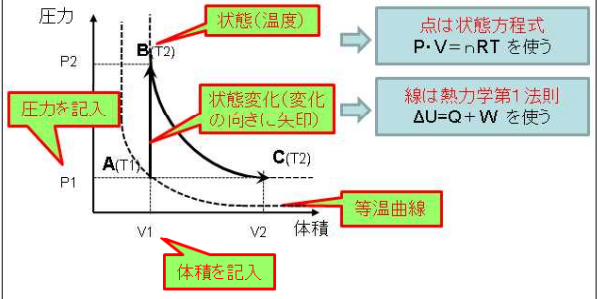 圧力
状態(温度)
点は状態方程式
P・V=nRT を使う
B(T2)
P2
圧力を記入
状態変化(変化
の向きに矢印)
線は熱力学第1法則
ΔU=Q+W を使う
A(T1)
C(T2)
P1
等温曲線
V1
V2
体積
体積を記入